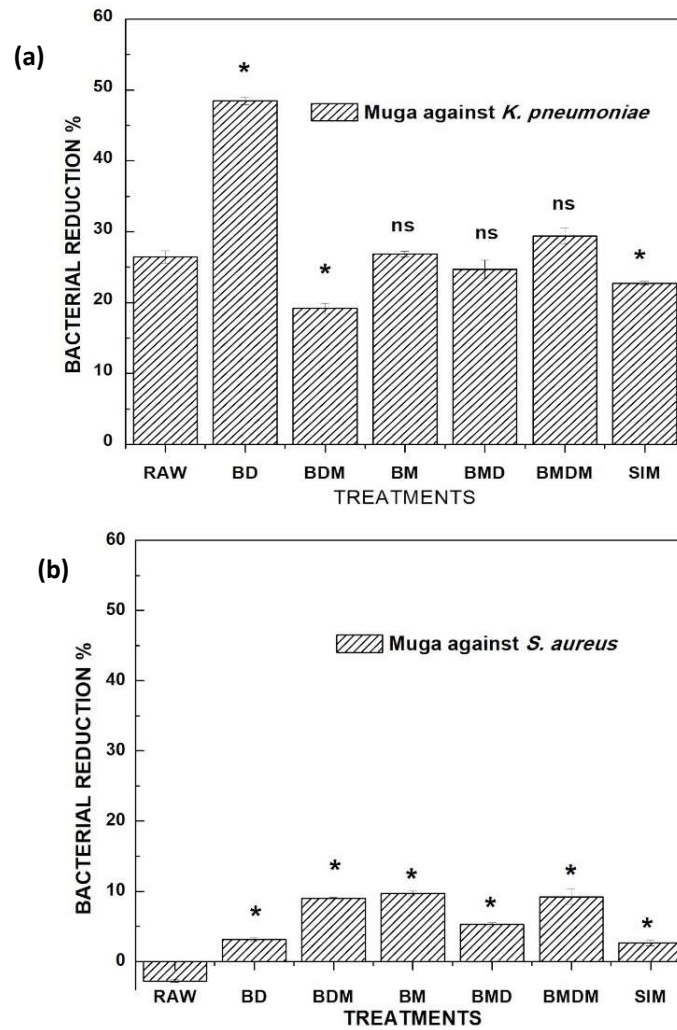 (a)
BACTERIAL REDUCTION %
60
50
40
30
20
10
0
Muga against K. pneumoniae
*
*
ns
ns
ns
*
RAW BD BDM BM BMD BMDM SIM
TREATMENTS
(b)
BACTERIAL REDUCTION %
60
50
40
30
20
10
0
Muga against S. aureus
*
*
*
*
*
*
RAW BD BDM BM BMD BMDM SIM
TREATMENTS